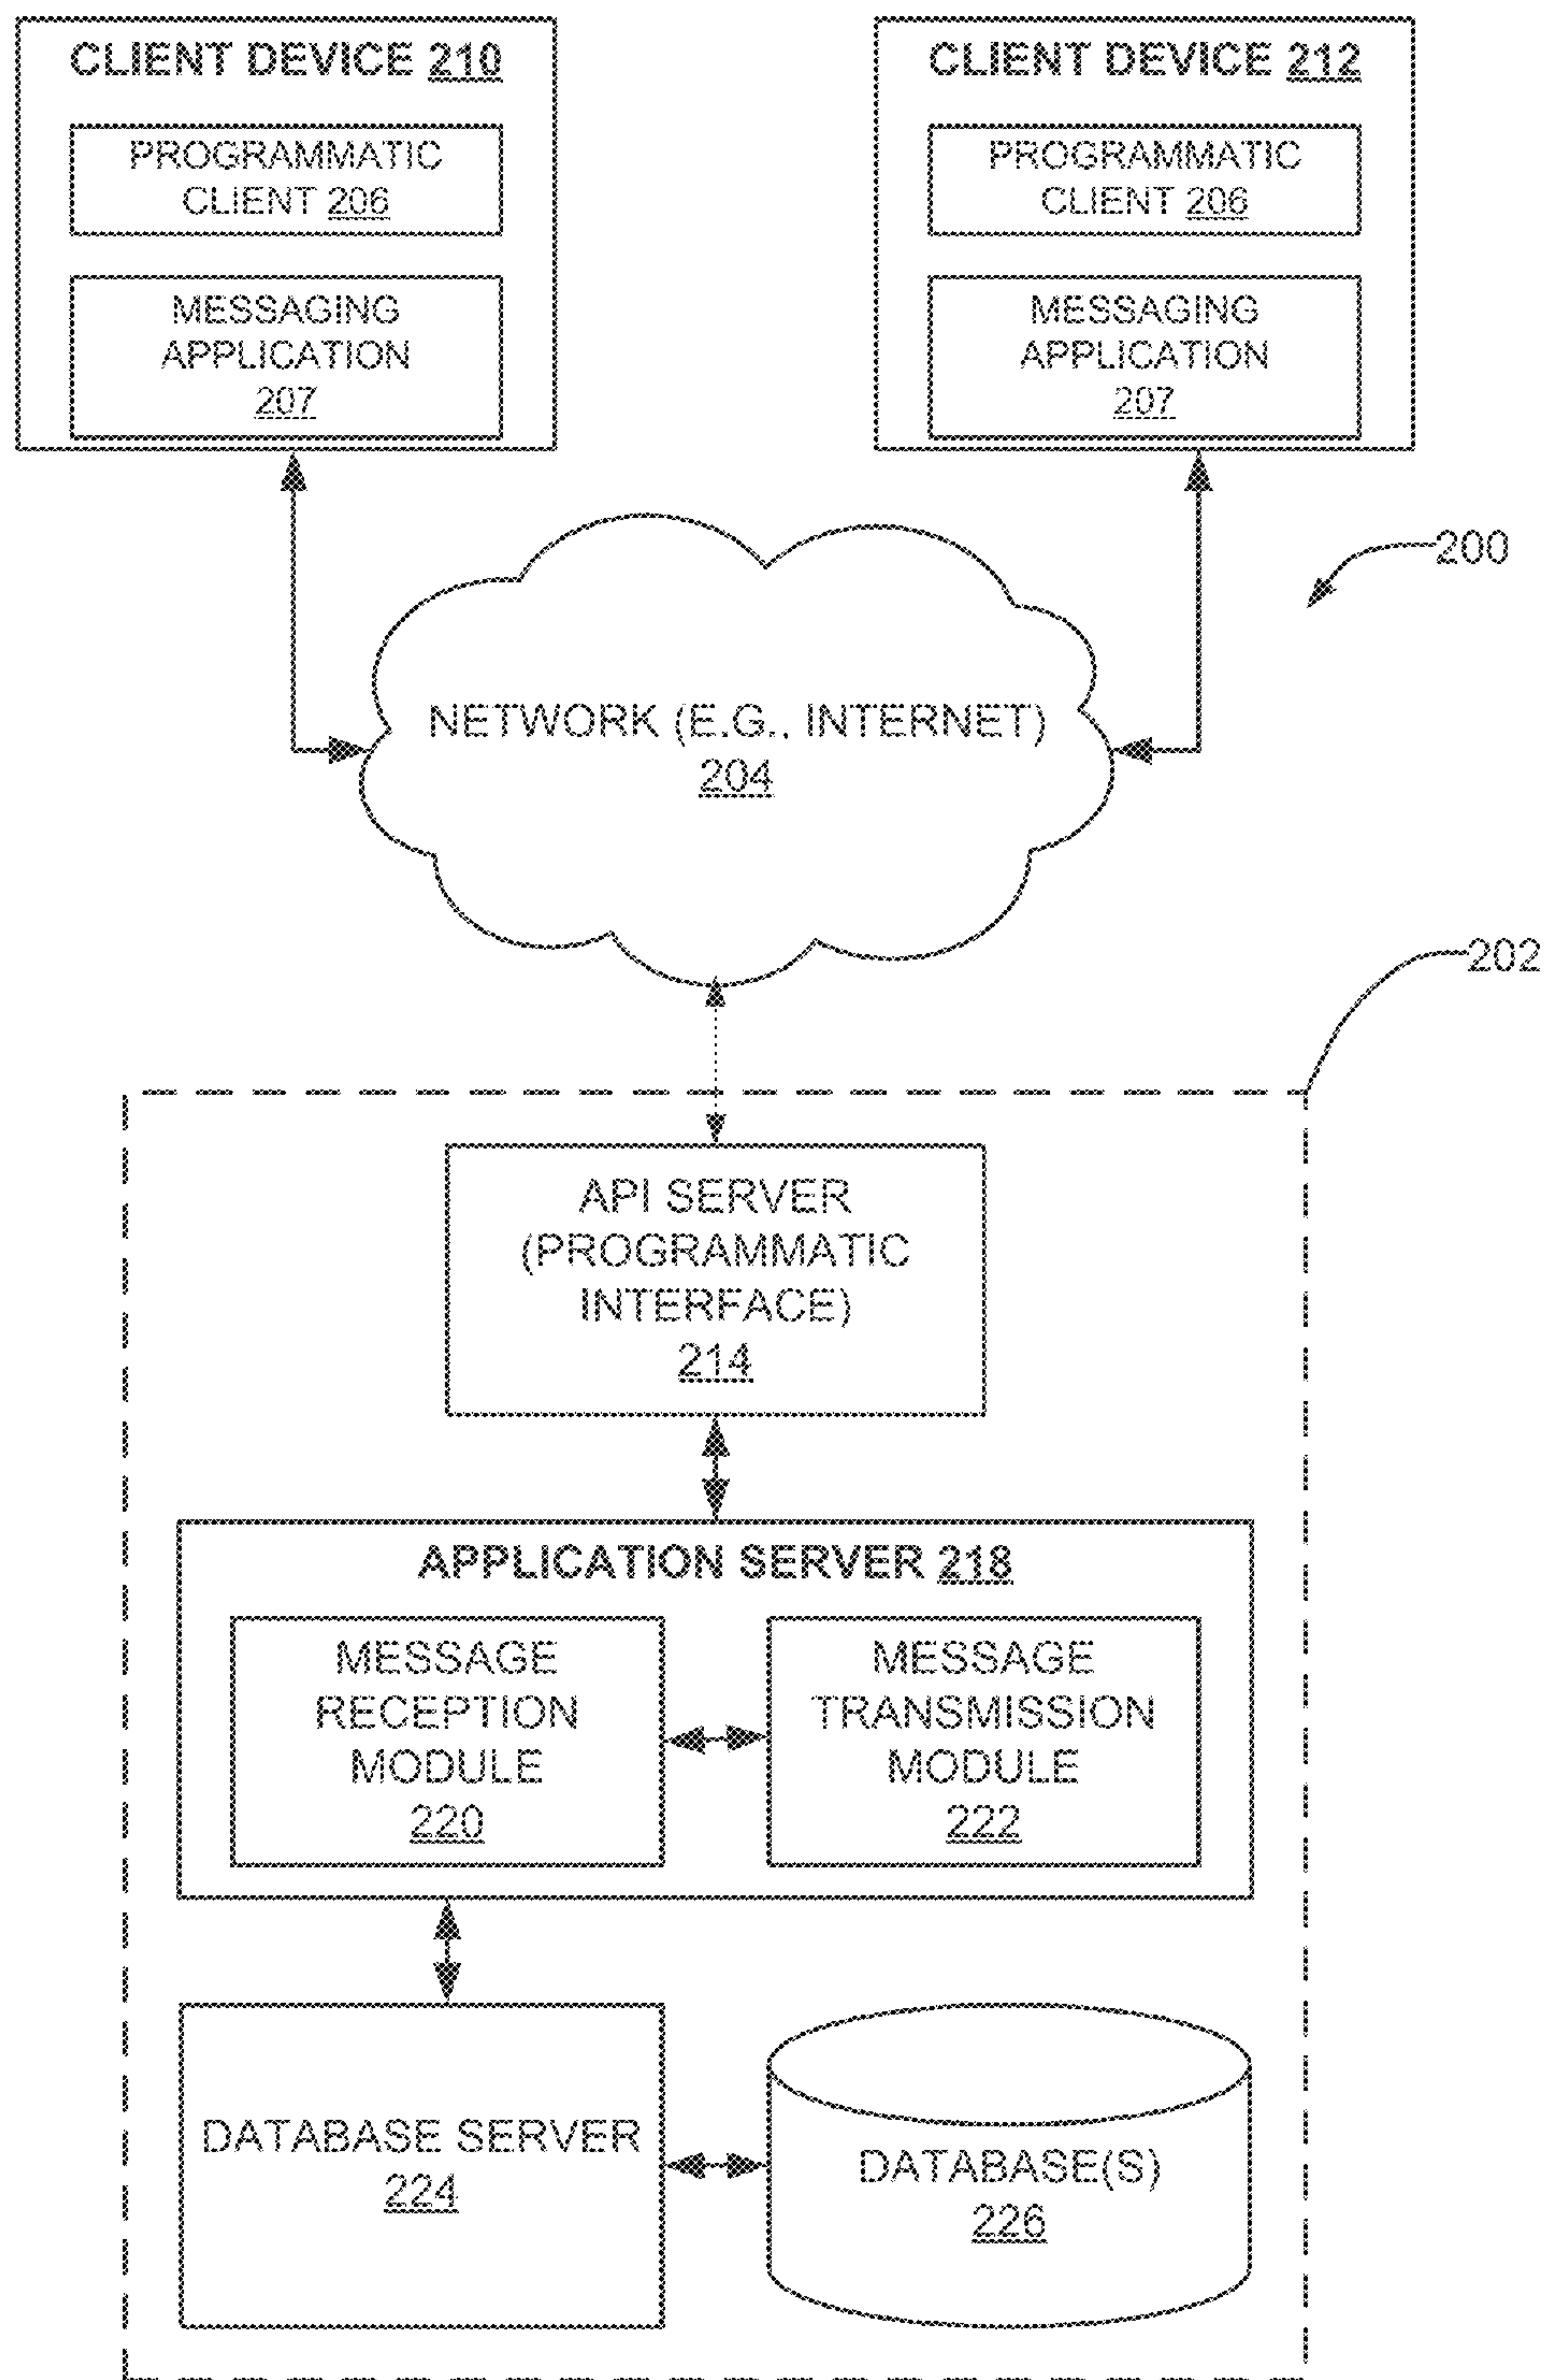 CLIENT DEVICE 210
PROGRAMMATIC
CLIENT 206
MESSAGING
APPLICATION
207
CLIENT DEVICE 212
PROGRAMMATIC
CLIENT 206
MESSAGING
APPLICATION
207
200
NETWORK (E.G., INTERNET)
204
202
API SERVER
(PROGRAMMATIC
INTERFACE)
214
APPLICATION SERVER 218
MESSAGE
RECEPTION
MODULE
220
MESSAGE
TRANSMISSION
MODULE
222
DATABASE SERVER
224
DATABASE(S)
226